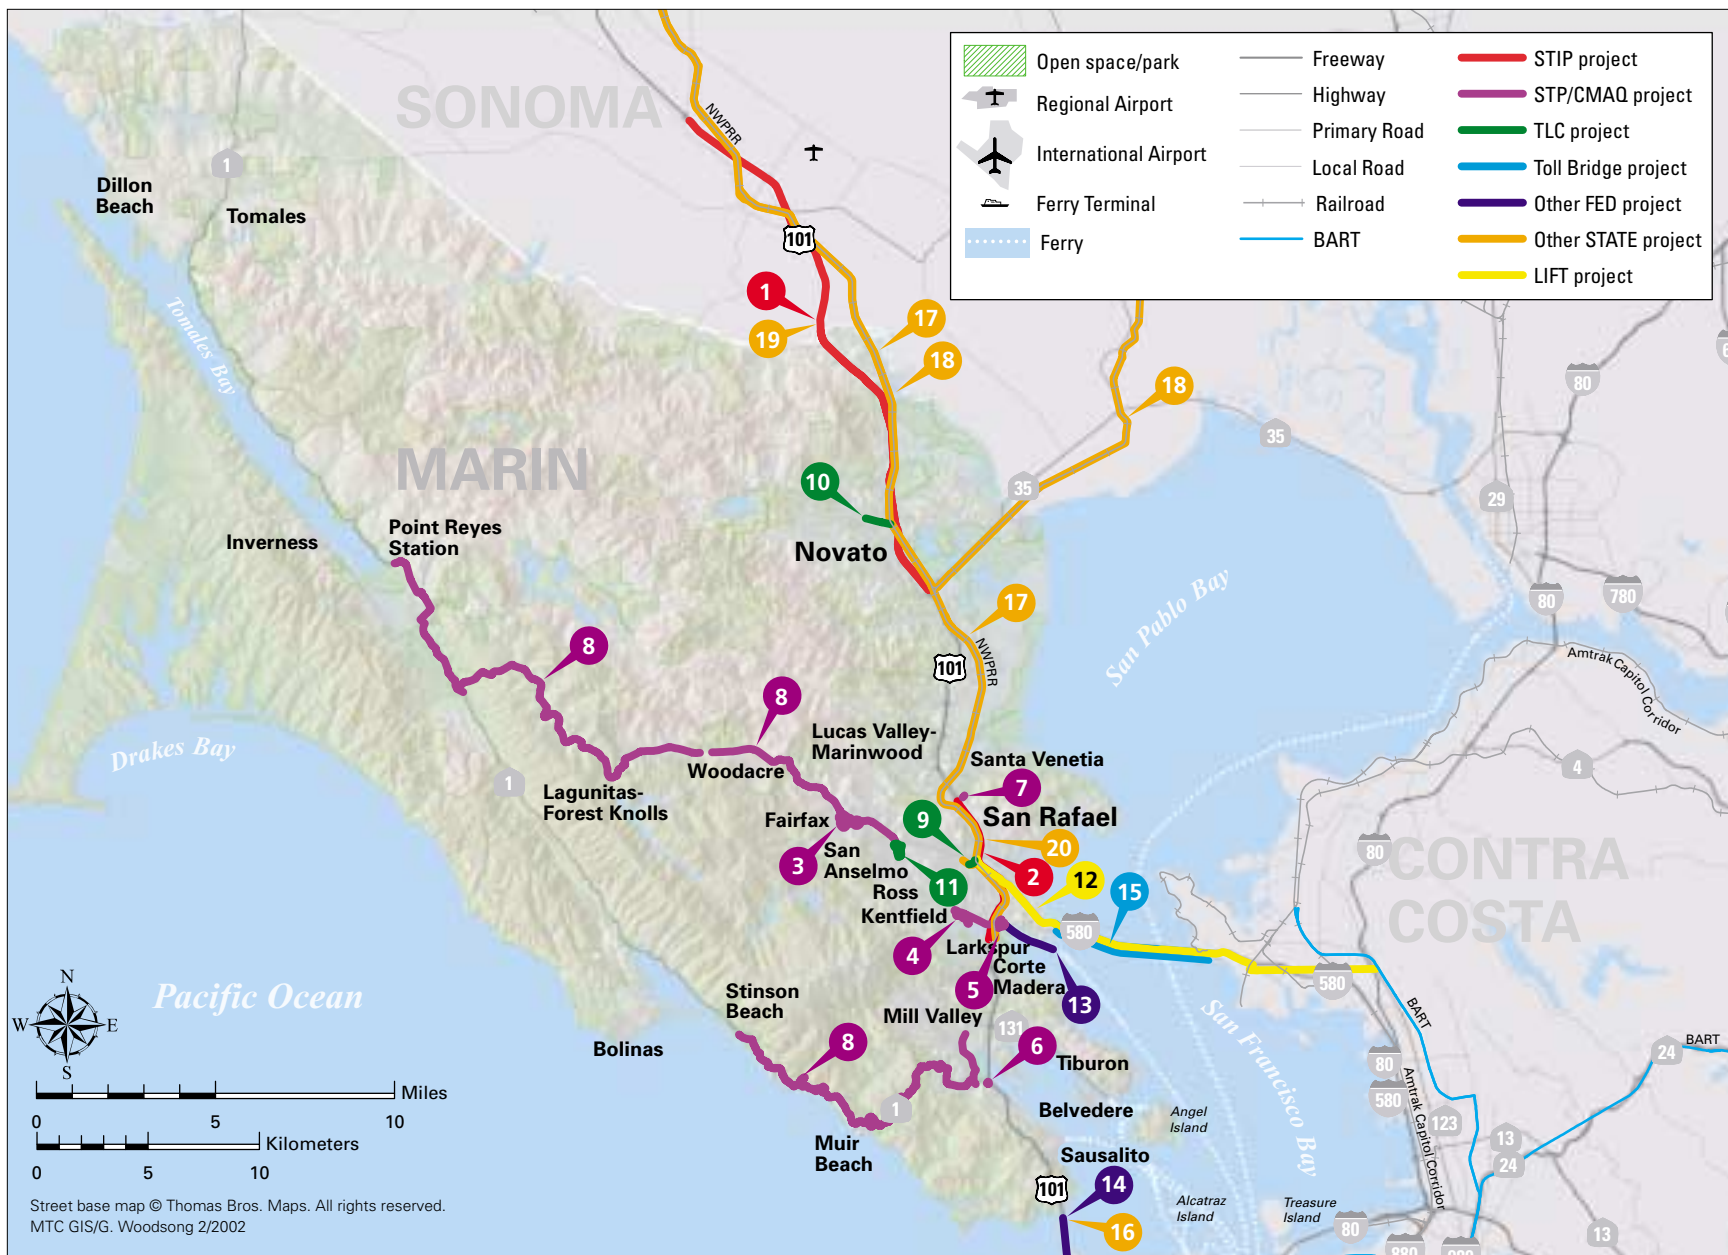 Open space/park
Regional Airport
International Airport
Ferry Terminal
Ferry
Freeway
Highway
Primary Road
Local Road
Railroad
BART
STIP project
STP/CMAQ project
TLC project
Toll Bridge project
Other FED project
Other STATE project
LIFT project
SONOMA
NWPRR
1
Dillon
Beach
Tomales
101
1
19
17
18
18
80
35
Tomales Bay
MARIN
10
35
29
Point Reyes
Station
Inverness
Novato
San Pablo Bay
17
80
780
NWPRR
101
8
Amtrak Capitol Corridor
8
Lucas Valley-
Marinwood
Drakes Bay
Woodacre
Santa Venetia
4
1
7
Lagunitas-
Forest Knolls
Fairfax
9
San Rafael
80
CONTRA
COSTA
3
San
Anselmo
20
2
12
11
Ross
15
Kentfield
580
4
Larkspur
Corte
Madera
5
13
580
Pacific Ocean
Stinson
Beach
Mill Valley
San Francisco Bay
BART
N
W
E
S
131
8
6
Bolinas
Tiburon
80
24
BART
580
Amtrak Capitol Corridor
Miles
0
5
10
Kilometers
0
5
10
1
Belvedere
Angel
Island
123
13
24
Muir
Beach
Sausalito
101
14
16
Alcatraz
Island
Treasure
Island
80
13
880
Street base map © Thomas Bros. Maps. All rights reserved.
MTC GIS/G. Woodsong 2/2002